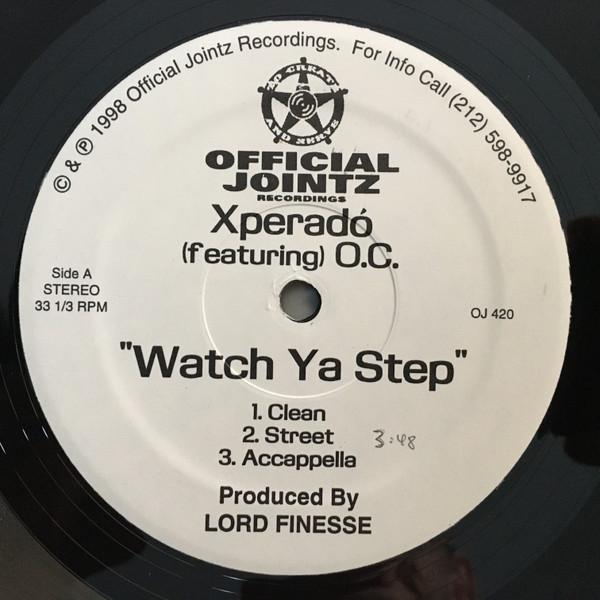 © & ℗ 1998 Official Jointz Recordings. For Info Call (212) 598-9917
OFFICIAL
JOINTZ
RECORDINGS
Xperadó
(featuring) O.C.
Side A
STEREO
33 1/3 RPM
OJ 420
"Watch Ya Step"
1. Clean
2. Street 3:48
3. Accappella
Produced By
LORD FINESSE